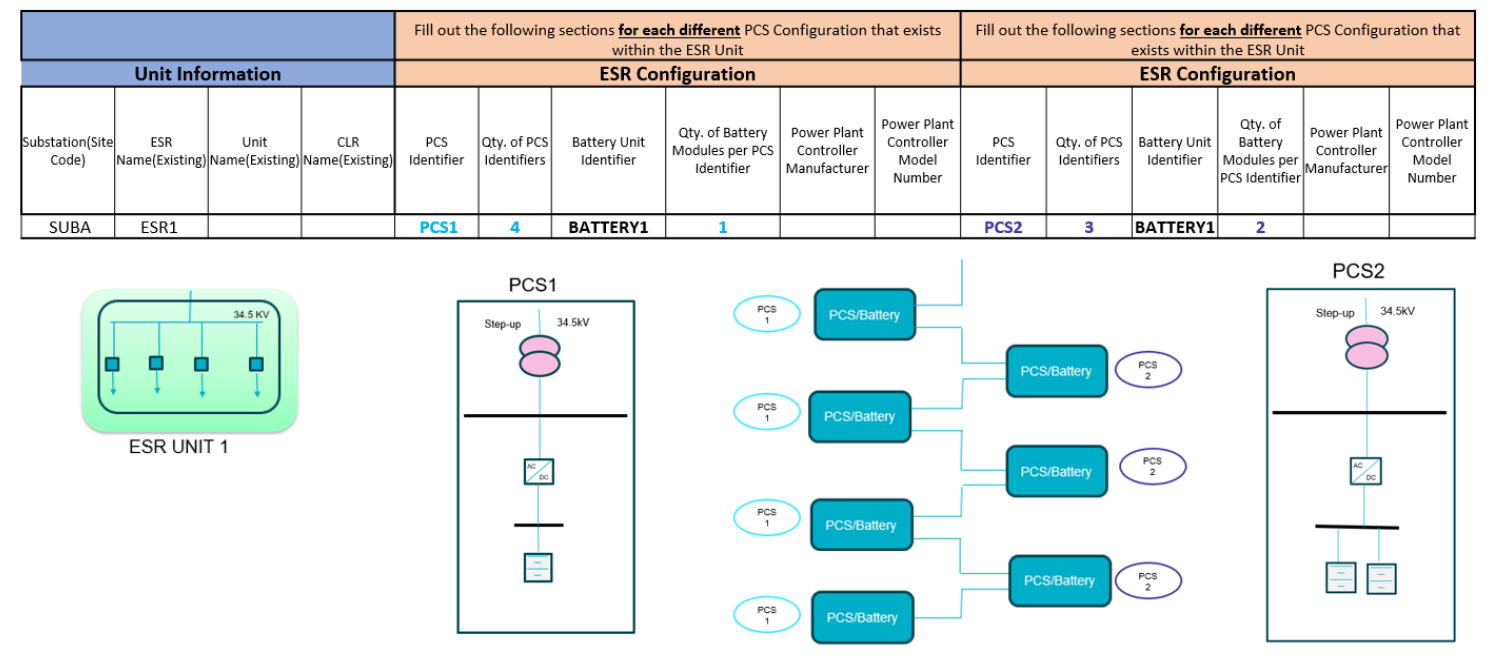 Fill out the following sections for each different PCS Configuration that exists
within the ESR Unit
Fill out the following sections for each different PCS Configuration that
exists within the ESR Unit
Unit Information
ESR Configuration
ESR Configuration
Substation(Site
Code)
ESR
Name(Existing)
Unit
Name(Existing)
CLR
Name(Existing)
PCS
Identifier
Qty. of PCS
Identifiers
Battery Unit
Identifier
Qty. of Battery
Modules per PCS
Identifier
Power Plant
Controller
Manufacturer
Power Plant
Controller
Model
Number
PCS
Identifier
Qty. of PCS
Identifiers
Battery Unit
Identifier
Qty. of
Battery
Modules per
PCS Identifier
Power Plant
Controller
Manufacturer
Power Plant
Controller
Model
Number
SUBA
ESR1
PCS1
4
BATTERY1
1
PCS2
3
BATTERY1
2
34.5 KV
ESR UNIT 1
PCS1
Step-up
34.5kV
AC
DC
PCS
1
PCS/Battery
PCS/Battery
PCS
2
PCS
1
PCS/Battery
PCS/Battery
PCS
2
PCS
1
PCS/Battery
PCS/Battery
PCS
2
PCS
1
PCS/Battery
PCS2
Step-up
34.5kV
AC
DC